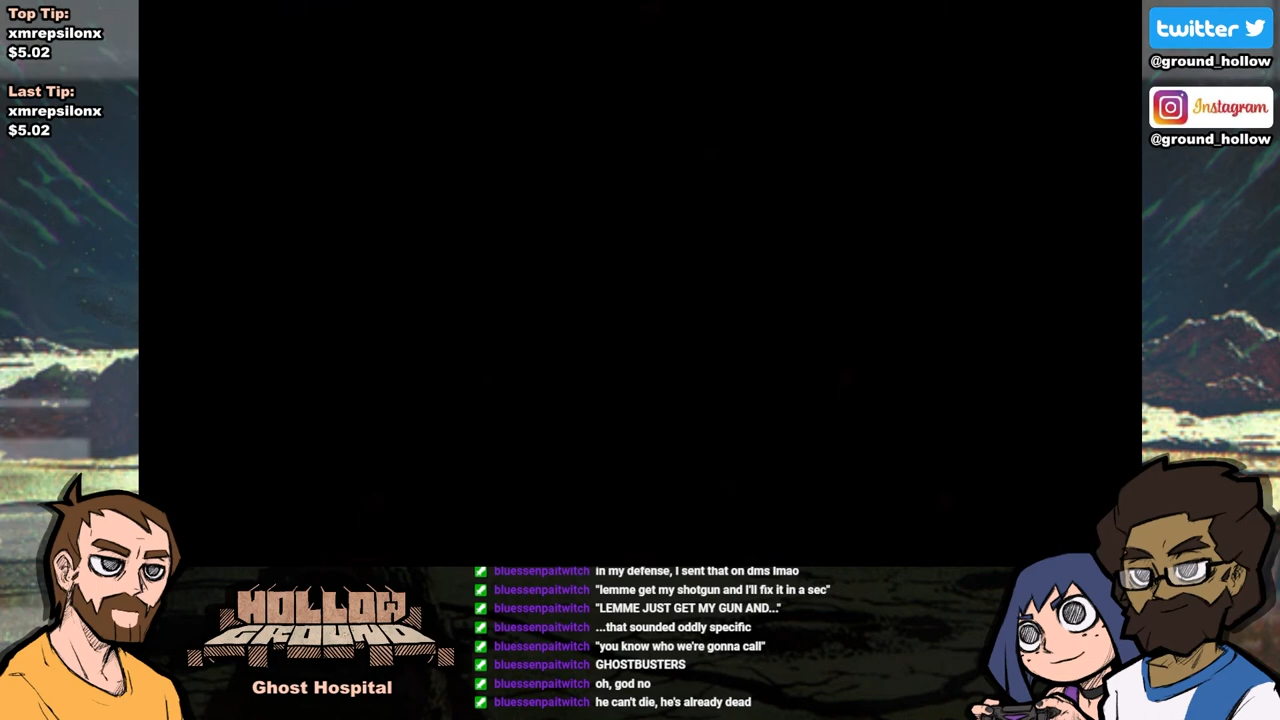 Top Tip:
xmrepsilonx
$5.02
Last Tip:
xmrepsilonx
$5.02
twitter
@ground_hollow
Instagram
@ground_hollow
HOLLOW
GROUND
Ghost Hospital
bluessenpaitwitch in my defense, I sent that on dms lmao
bluessenpaitwitch "lemme get my shotgun and I'll fix it in a sec"
bluessenpaitwitch "LEMME JUST GET MY GUN AND..."
bluessenpaitwitch ...that sounded oddly specific
bluessenpaitwitch "you know who we're gonna call"
bluessenpaitwitch GHOSTBUSTERS
bluessenpaitwitch oh, god no
bluessenpaitwitch he can't die, he's already dead